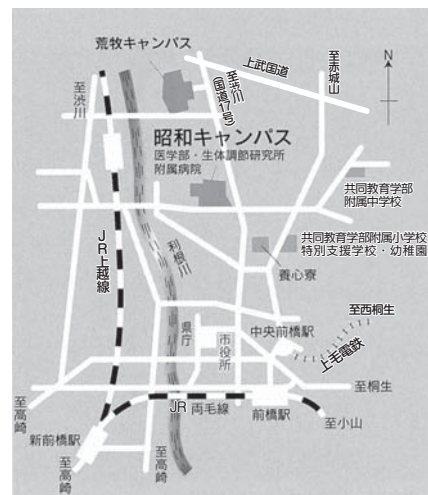 荒牧キャンパス
至渋川
至渋川
(国道17号)
上武国道
至赤城山
N
昭和キャンパス
医学部・生体調節研究所
附属病院
共同教育学部
附属中学校
共同教育学部附属小学校
特別支援学校・幼稚園
養心寮
JR上越線
利根川
県庁
市役所
中央前橋駅
至西桐生
上毛電鉄
至桐生
至高崎
JR 両毛線
前橋駅
至小山
新前橋駅
至高崎
至高崎